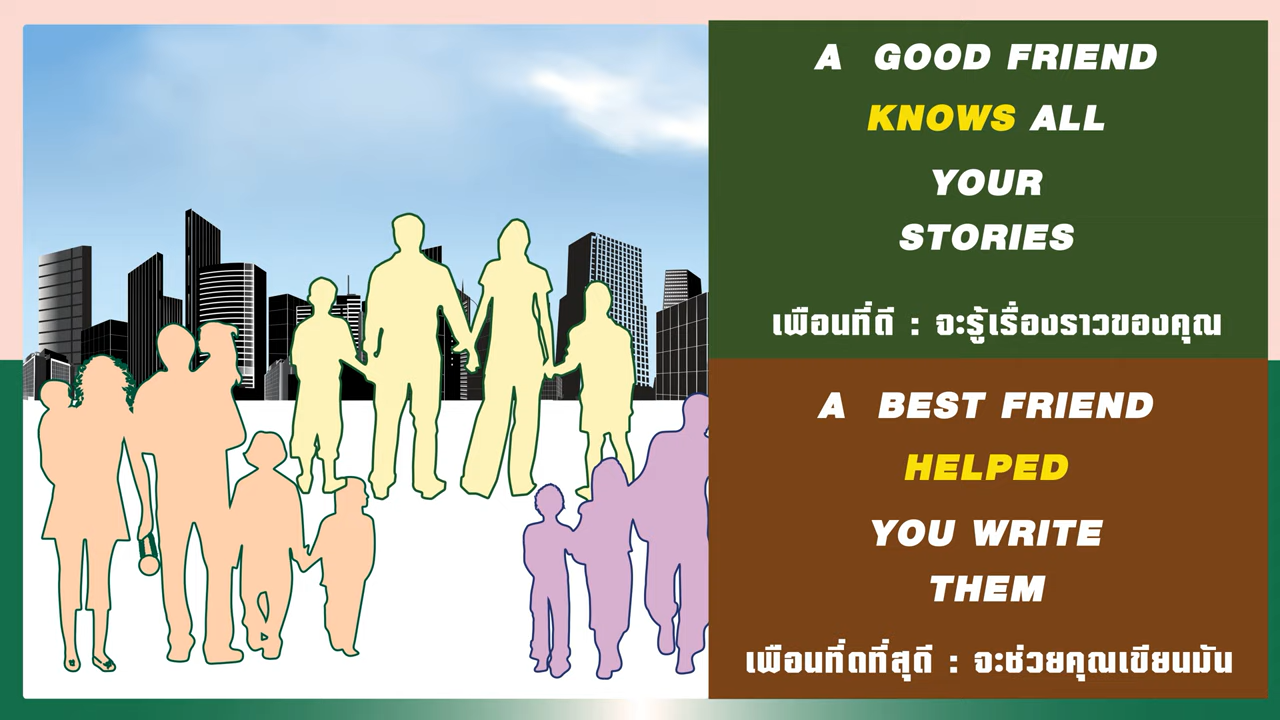 A GOOD FRIEND
KNOWS ALL
YOUR
STORIES
เพือนที่ดี : จะรู้เรื่องราวของคุณ
A BEST FRIEND
HELPED
YOU WRITE
THEM
เพือนที่ดที่สุดี : จะช่วยคุณเขียนมัน